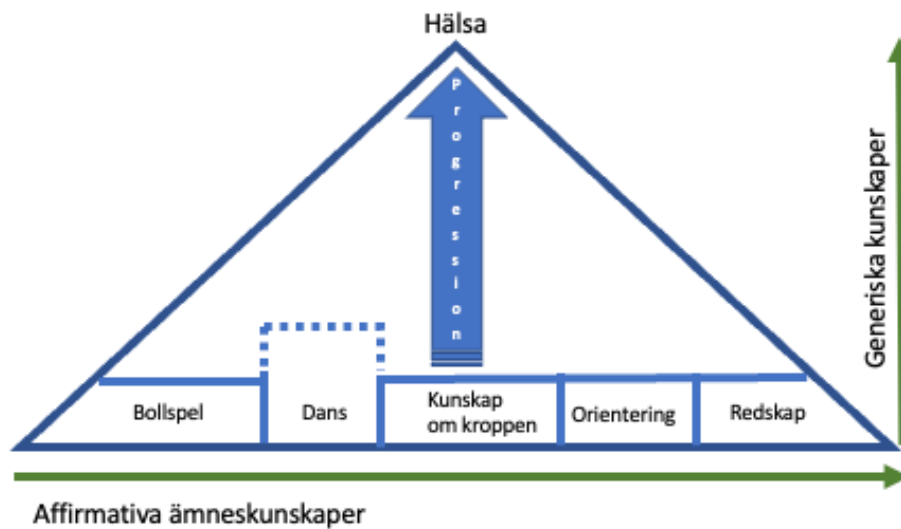 Hälsa
Progression
Generiska kunskaper
Bollspel
Dans
Kunskap
om kroppen
Orientering
Redskap
Affirmativa ämneskunskaper